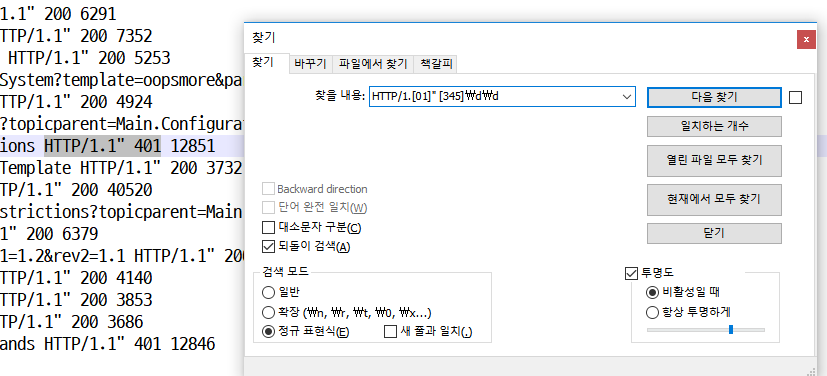 1.1" 200 6291
TTP/1.1" 200 7352
HTTP/1.1" 200 5253
System?template=oopsmore&pa
TTP/1.1" 200 4924
?topicparent=Main.Configura
ions HTTP/1.1" 401 12851
Template HTTP/1.1" 200 3732
TP/1.1" 200 40520
strictions?topicparent=Main
1" 200 6379
1=1.2&rev2=1.1 HTTP/1.1" 200
TTP/1.1" 200 4140
TTP/1.1" 200 3853
TP/1.1" 200 3686
ands HTTP/1.1" 401 12846
찾기
x
찾기 바꾸기 파일에서 찾기 책갈피
찾을 내용: HTTP/1.[01]" [345]₩d₩d 다음 찾기
일치하는 개수
열린 파일 모두 찾기
Backward direction
현재에서 모두 찾기
단어 완전 일치(W)
대소문자 구분(C)
닫기
되돌이 검색(A)
검색 모드
투명도
일반
비활성일 때
확장 (₩n, ₩r, ₩t, ₩0, ₩x...)
항상 투명하게
정규 표현식(E) 새 줄과 일치(.)